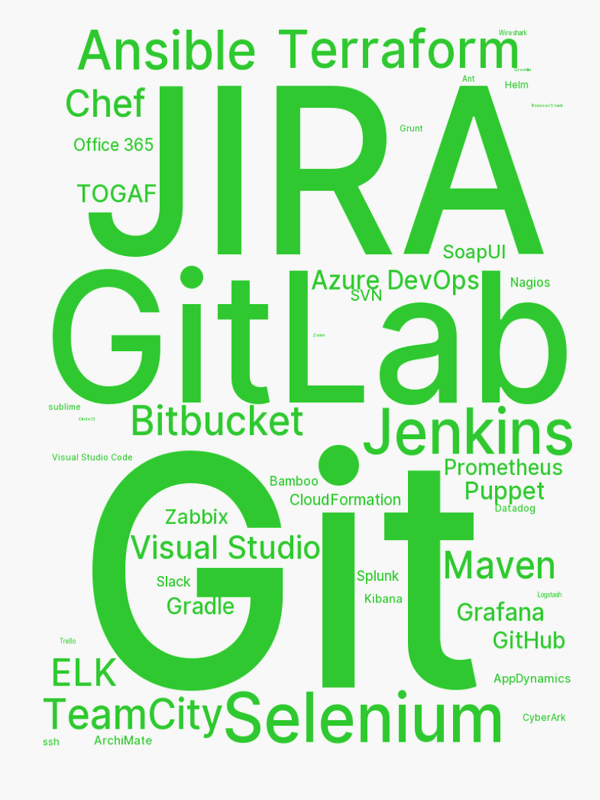 Wireshark
Ansible
Terraform
Ant
Helm
Chef
JIRA
Grunt
Office 365
TOGAF
SoapUI
Azure DevOps
Nagios
SVN
GitLab
sublime
CircleCI
Bitbucket
Jenkins
Visual Studio Code
Prometheus
Bamboo
Puppet
CloudFormation
Datadog
Zabbix
Git
Visual Studio
Maven
Splunk
Slack
Logstash
Kibana
Gradle
Grafana
Trello
GitHub
ELK
AppDynamics
TeamCity
Selenium
CyberArk
ssh
ArchiMate